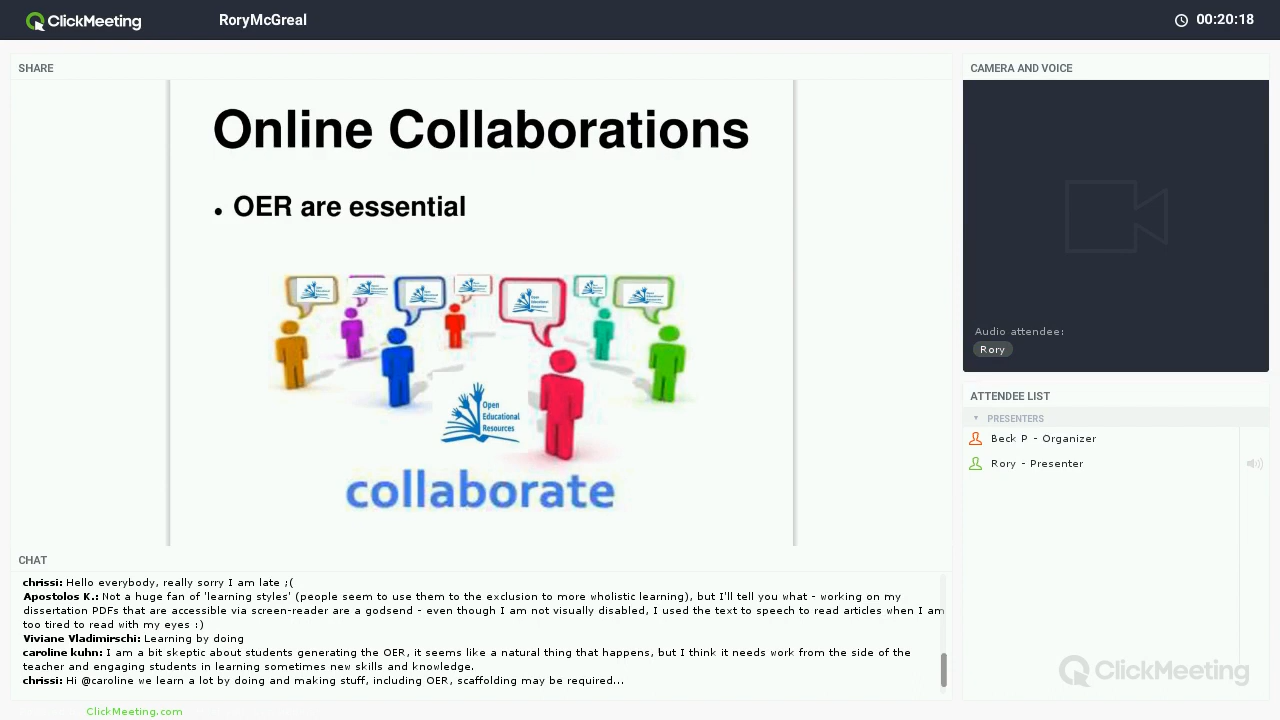 ClickMeeting
RoryMcGreal
00:20:18
SHARE
Online Collaborations
• OER are essential
Open
Educational
Resources
Open
Educational
Resources
collaborate
CHAT
chrissi: Hello everybody, really sorry I am late ;(
Apostolos K.: Not a huge fan of 'learning styles' (people seem to use them to the exclusion to more wholistic learning), but I'll tell you what - working on my
dissertation PDFs that are accessible via screen-reader are a godsend - even though I am not visually disabled, I used the text to speech to read articles when I am
too tired to read with my eyes :)
Viviane Vladimirschi: Learning by doing
caroline kuhn: I am a bit skeptic about students generating the OER, it seems like a natural thing that happens, but I think it needs work from the side of the
teacher and engaging students in learning sometimes new skills and knowledge.
chrissi: Hi @caroline we learn a lot by doing and making stuff, including OER, scaffolding may be required...
ClickMeeting.com
CAMERA AND VOICE
Audio attendee:
Rory
ATTENDEE LIST
PRESENTERS
Beck P - Organizer
Rory - Presenter
ClickMeeting